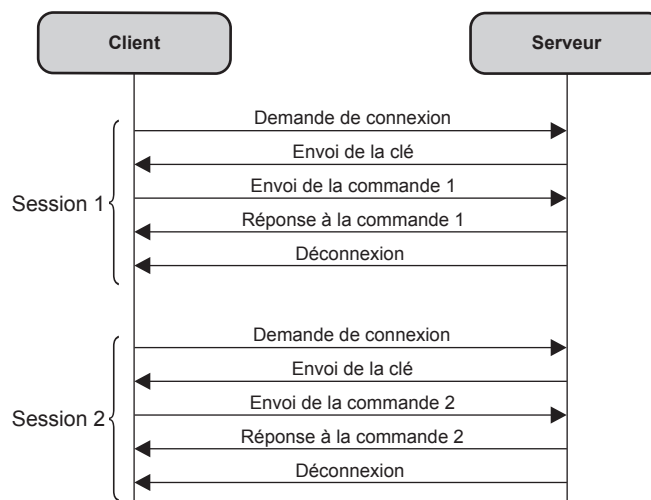 Client
Serveur
Session 1
Demande de connexion
Envoi de la clé
Envoi de la commande 1
Réponse à la commande 1
Déconnexion
Session 2
Demande de connexion
Envoi de la clé
Envoi de la commande 2
Réponse à la commande 2
Déconnexion